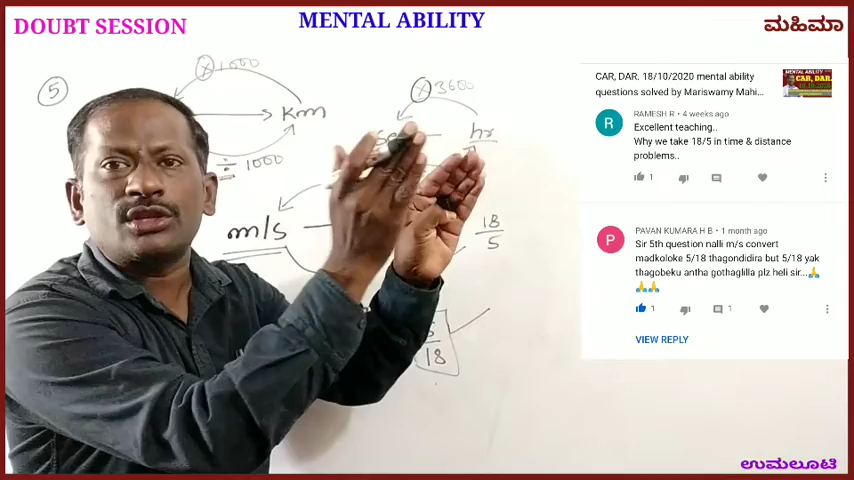 DOUBT SESSION
MENTAL ABILITY
ಮಹಿಮಾ
5
× 1000
× 3600
Km
÷ 1000
hr
m/s
18
5
18
CAR, DAR. 18/10/2020 mental ability
questions solved by Mariswamy Mahi...
MENTAL ABILITY
CAR, DAR.
R
RAMESH R • 4 weeks ago
Excellent teaching..
Why we take 18/5 in time & distance
problems..
1
P
PAVAN KUMARA H B • 1 month ago
Sir 5th question nalli m/s convert
madkoloke 5/18 thagondidira but 5/18 yak
thagobeku antha gothaglilla plz heli sir...🙏
🙏🙏
1
1
VIEW REPLY
ಉಮಲೂಟಿ